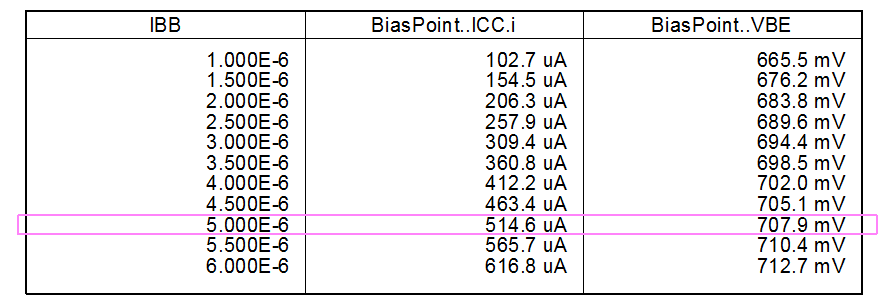 IBB BiasPoint..ICC.i BiasPoint..VBE
1.000E-6 102.7 uA 665.5 mV
1.500E-6 154.5 uA 676.2 mV
2.000E-6 206.3 uA 683.8 mV
2.500E-6 257.9 uA 689.6 mV
3.000E-6 309.4 uA 694.4 mV
3.500E-6 360.8 uA 698.5 mV
4.000E-6 412.2 uA 702.0 mV
4.500E-6 463.4 uA 705.1 mV
5.000E-6 514.6 uA 707.9 mV
5.500E-6 565.7 uA 710.4 mV
6.000E-6 616.8 uA 712.7 mV